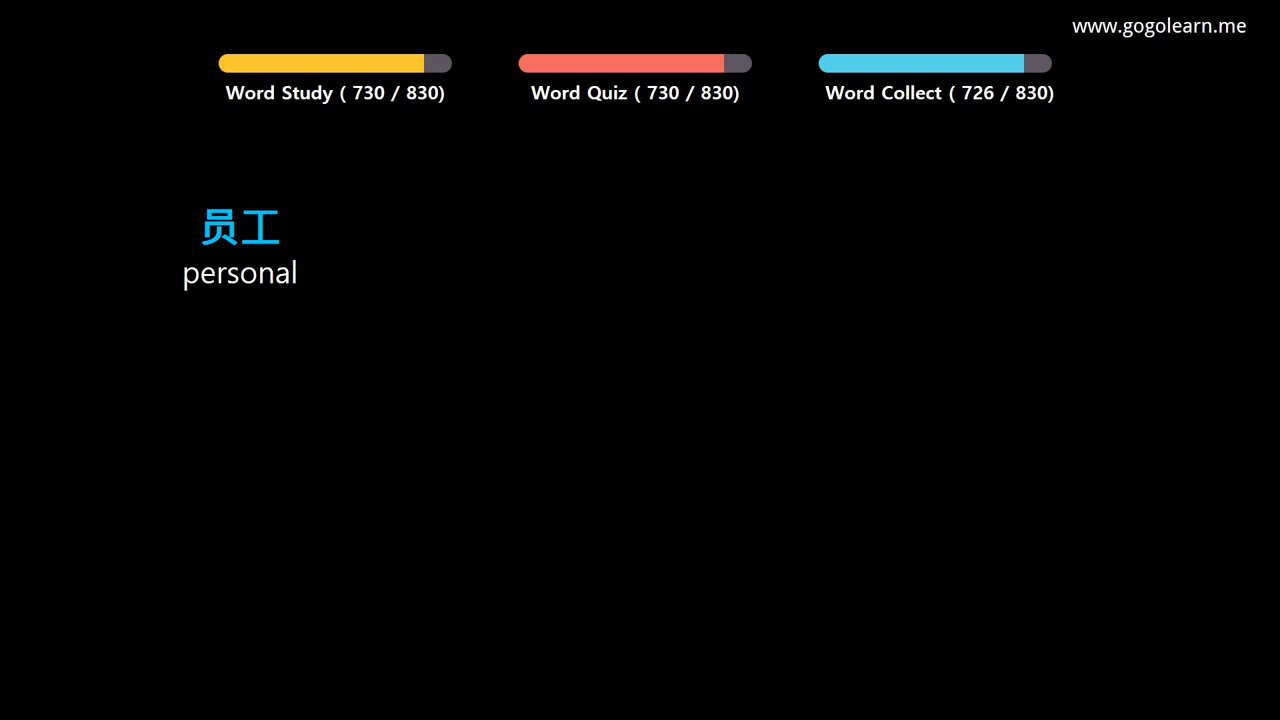 www.gogolearn.me
Word Study ( 730 / 830)
Word Quiz ( 730 / 830)
Word Collect ( 726 / 830)
员工
personal